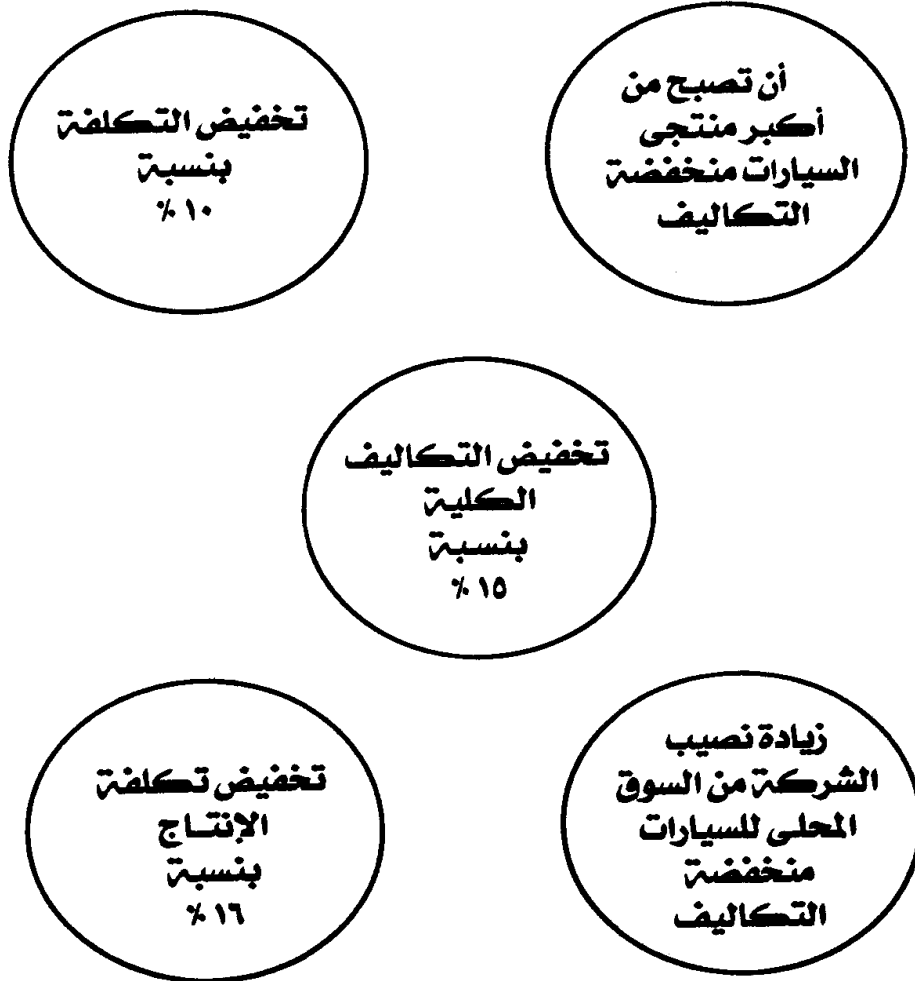 أن تصبح من
أكبر منتجى
السيارات منخفضة
التكاليف
تخفيض التكلفة
بنسبة
١٠ %
تخفيض التكاليف
الكلية
بنسبة
١٥ %
زيادة نصيب
الشركة من السوق
المحلى للسيارات
منخفضة
التكاليف
تخفيض تكلفة
الإنتاج
بنسبة
١٦ %